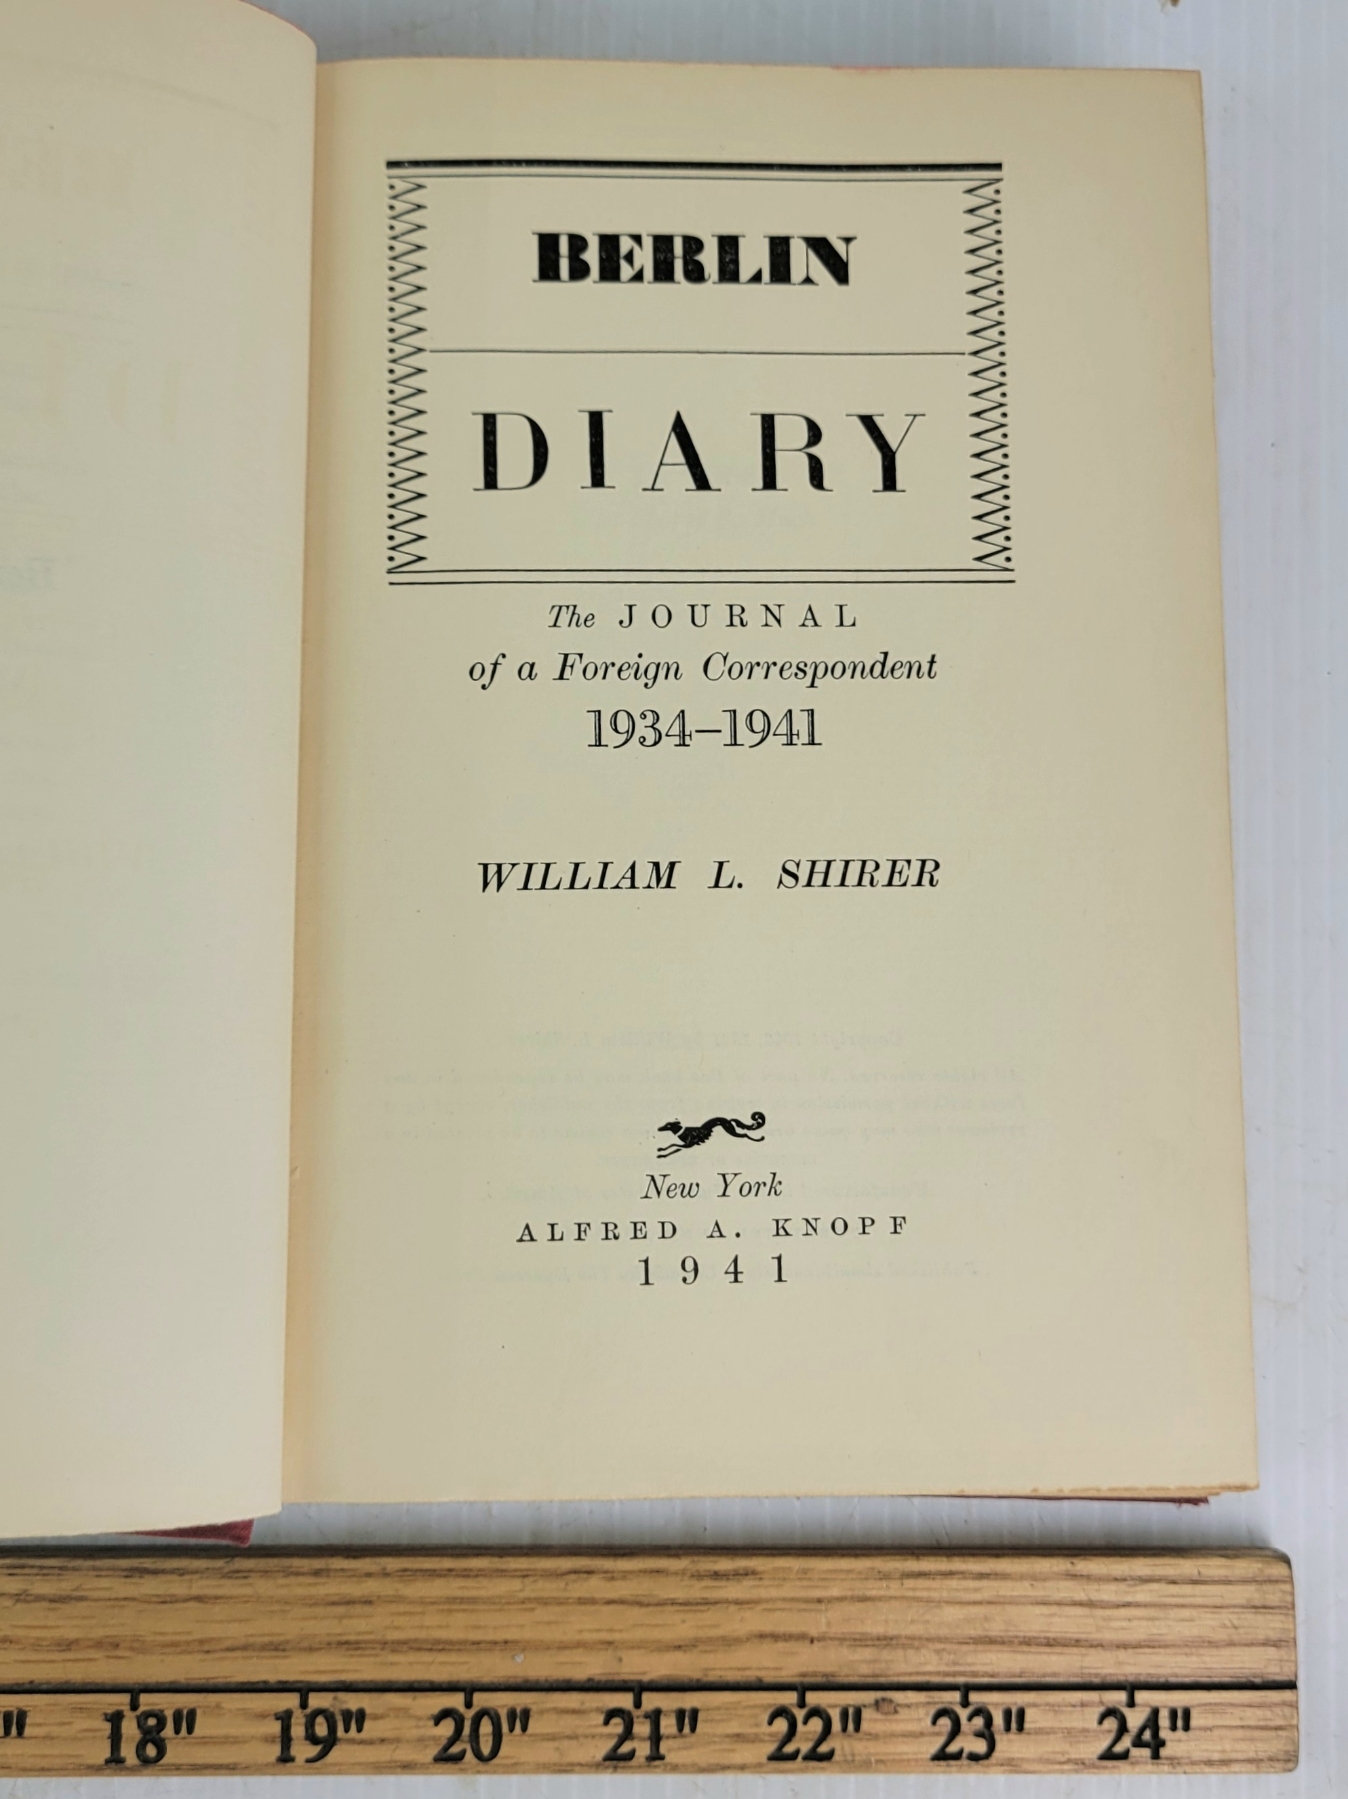 BERLIN
DIARY
The JOURNAL
of a Foreign Correspondent
1934–1941
WILLIAM L. SHIRER
New York
ALFRED A. KNOPF
1941
18" 19" 20" 21" 22" 23" 24"